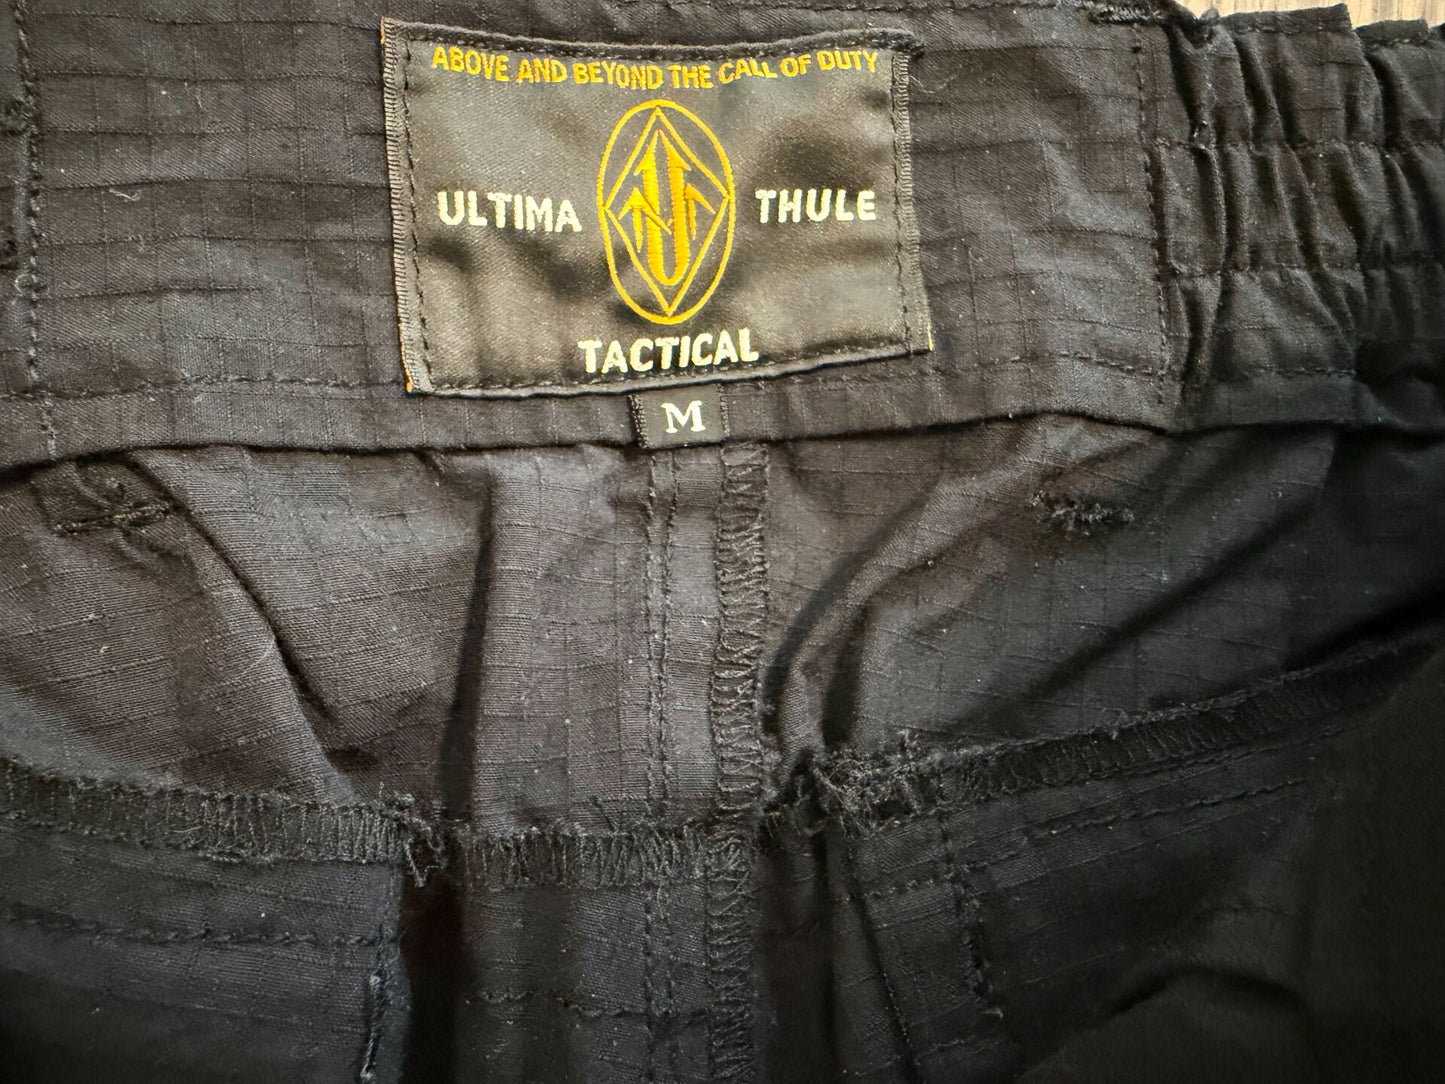 ABOVE AND BEYOND THE CALL OF DUTY
ULTIMA THULE
TACTICAL
M